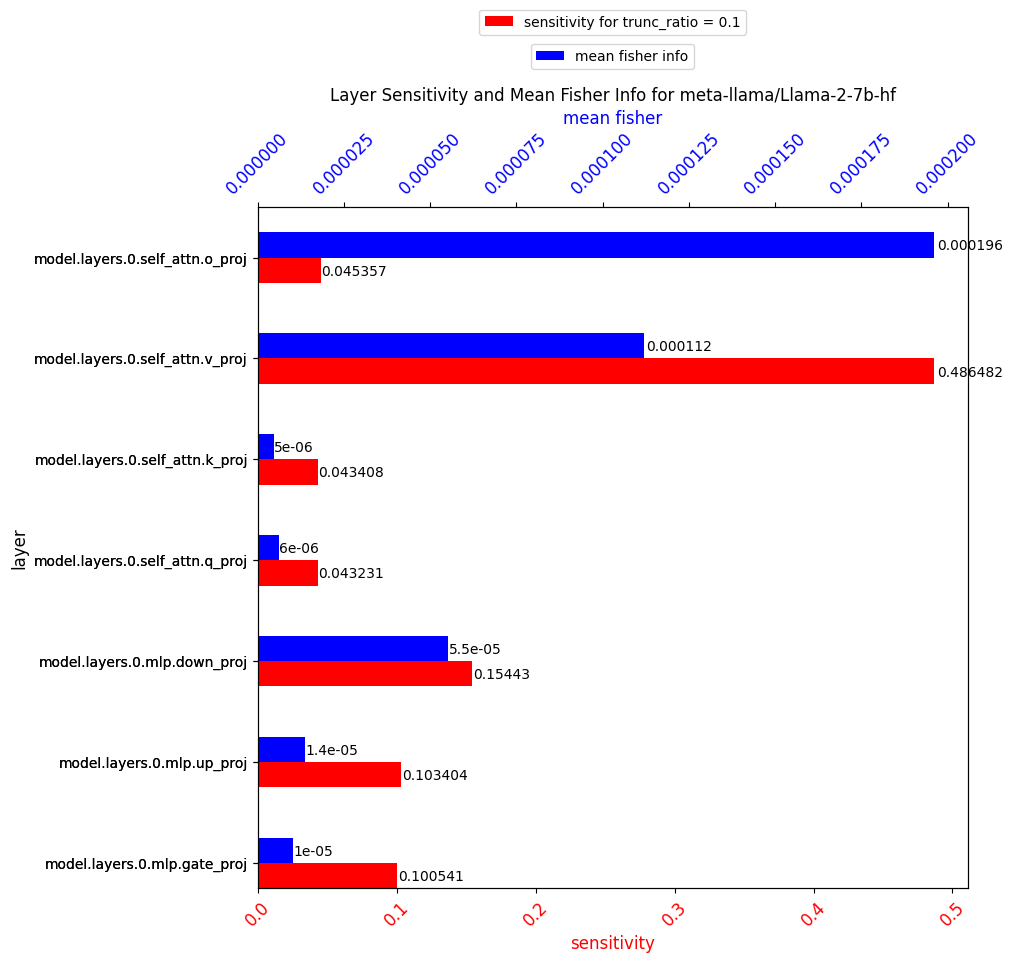 sensitivity for trunc_ratio = 0.1
mean fisher info
Layer Sensitivity and Mean Fisher Info for meta-llama/Llama-2-7b-hf
mean fisher
0.000000 0.000025 0.000050 0.000075 0.000100 0.000125 0.000150 0.000175 0.000200
model.layers.0.self_attn.o_proj
0.000196
0.045357
model.layers.0.self_attn.v_proj
0.000112
0.486482
model.layers.0.self_attn.k_proj
5e-06
0.043408
model.layers.0.self_attn.q_proj
6e-06
0.043231
model.layers.0.mlp.down_proj
5.5e-05
0.15443
model.layers.0.mlp.up_proj
1.4e-05
0.103404
model.layers.0.mlp.gate_proj
1e-05
0.100541
layer
0.0 0.1 0.2 0.3 0.4 0.5
sensitivity